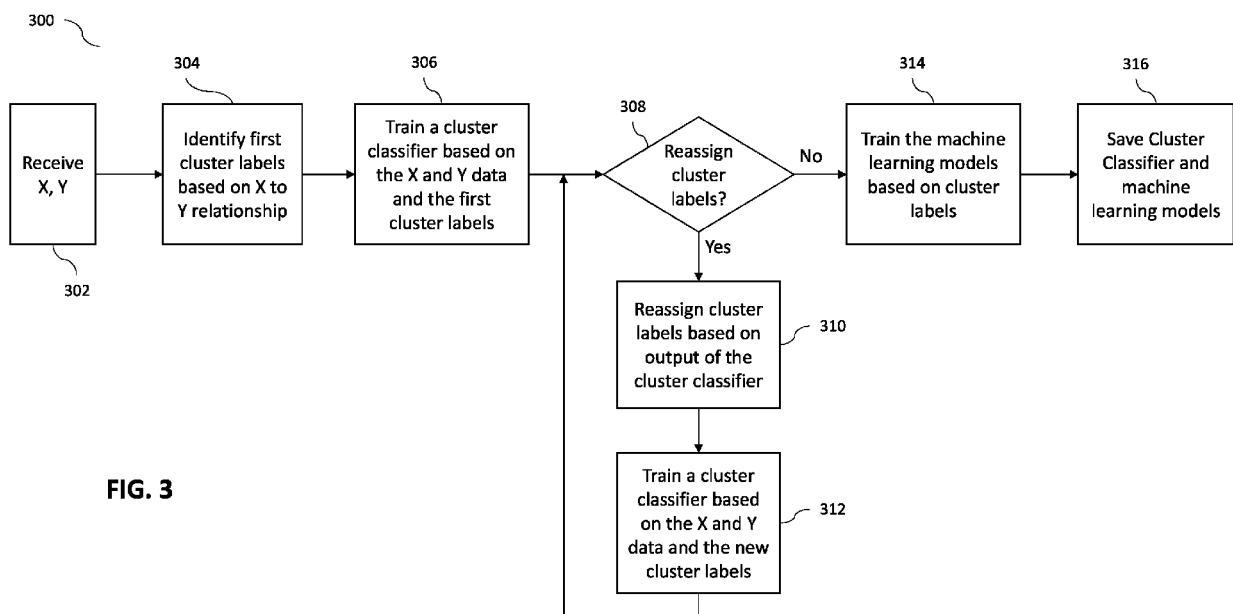 300
304
306
308
314
316
Receive
X, Y
302
Identify first
cluster labels
based on X to
Y relationship
Train a cluster
classifier based on
the X and Y data
and the first
cluster labels
Reassign
cluster
labels?
No
Yes
Train the machine
learning models
based on cluster
labels
Save Cluster
Classifier and
machine
learning models
Reassign cluster
labels based on
output of the
cluster classifier
310
Train a cluster
classifier based
on the X and Y
data and the new
cluster labels
312
FIG. 3